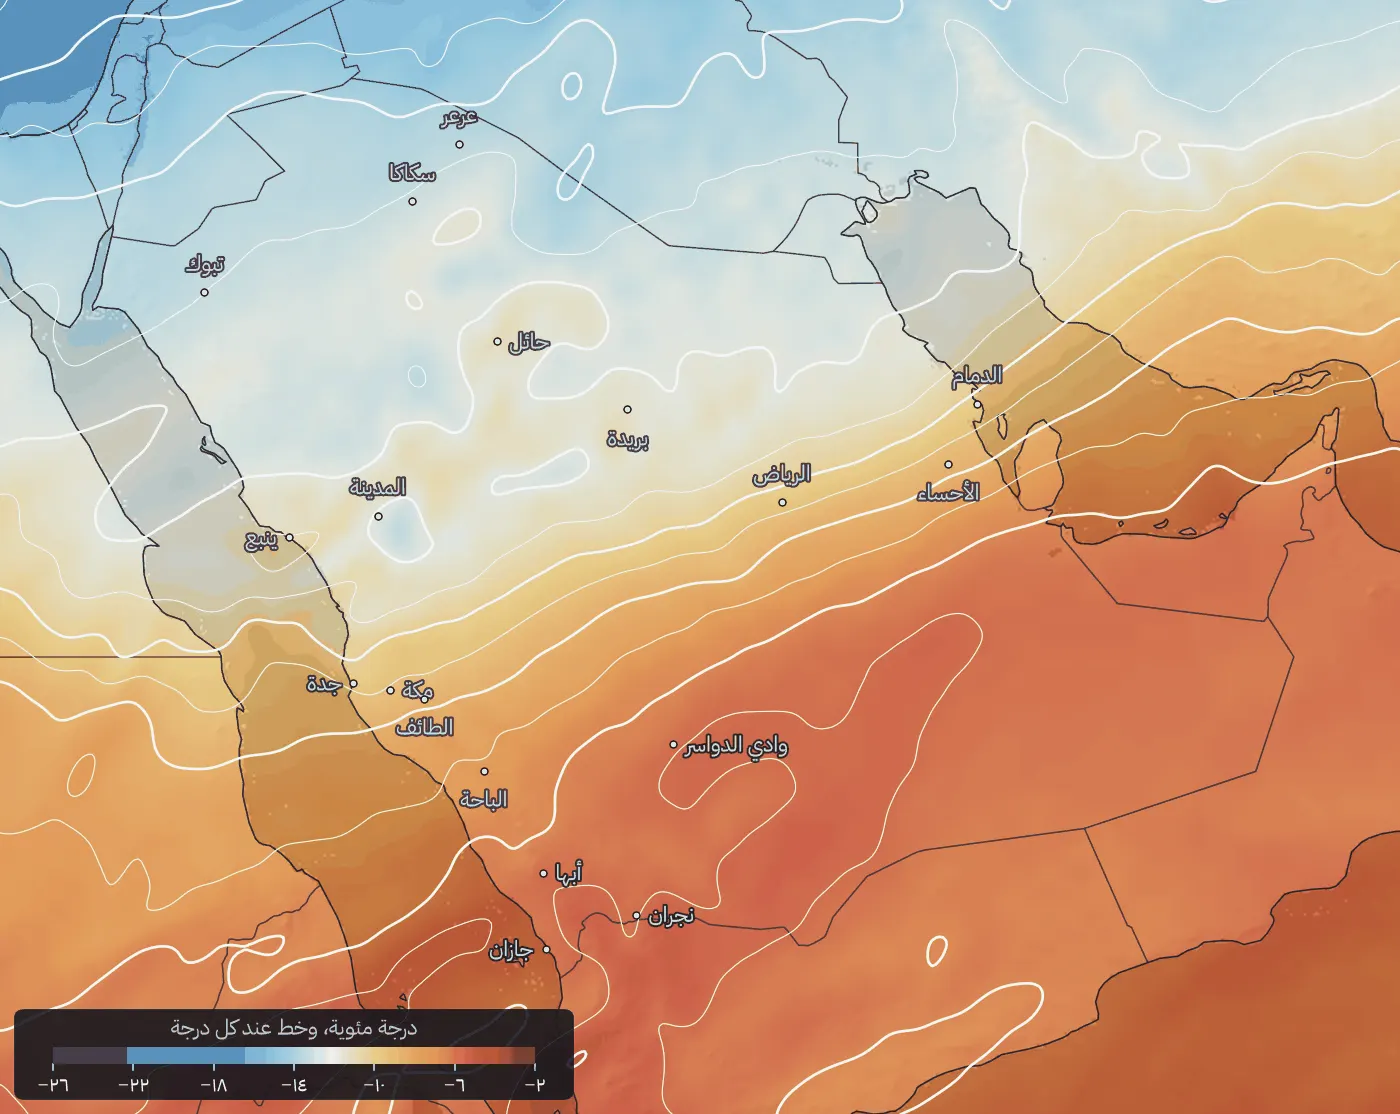 عرعر
سكاكا
تبوك
حائل
الدمام
بريدة
الرياض
المدينة
الأحساء
ينبع
جدة
مكة
الطائف
وادي الدواسر
الباحة
أبها
نجران
جازان
درجة مئوية، وخط عند كل درجة
−٢٦ −٢٢ −١٨ −١٤ −١٠ −٦ −٢